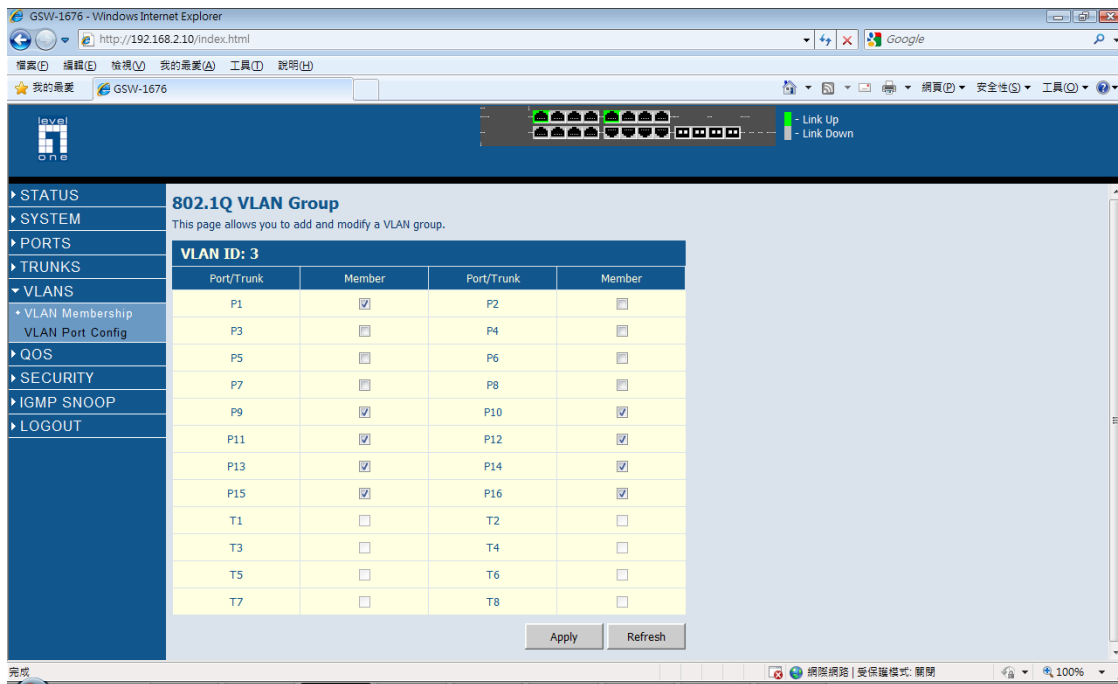 GSW-1676 - Windows Internet Explorer
http://192.168.2.10/index.html
Google
檔案(F) 編輯(E) 檢視(V) 我的最愛(A) 工具(T) 說明(H)
我的最愛 GSW-1676 網頁(P) 安全性(S) 工具(O)
level
one
- Link Up
- Link Down
STATUS
SYSTEM
PORTS
TRUNKS
VLANS
VLAN Membership
VLAN Port Config
QOS
SECURITY
IGMP SNOOP
LOGOUT
802.1Q VLAN Group
This page allows you to add and modify a VLAN group.
VLAN ID: 3
Port/Trunk Member Port/Trunk Member
P1 P2
P3 P4
P5 P6
P7 P8
P9 P10
P11 P12
P13 P14
P15 P16
T1 T2
T3 T4
T5 T6
T7 T8
Apply Refresh
完成 網際網路 | 受保護模式: 關閉 100%